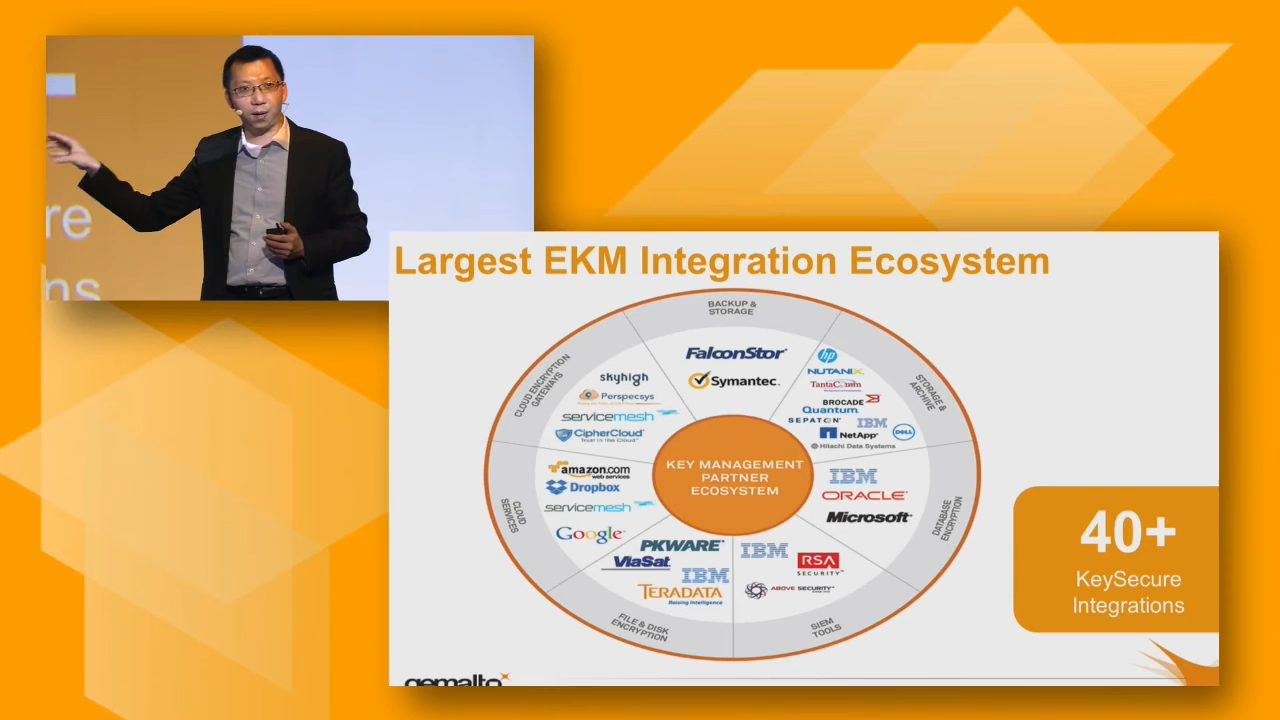 re
ns
Largest EKM Integration Ecosystem
BACKUP &
STORAGE
FalconStor
Symantec.
STORAGE &
ARCHIVE
hp
NUTANIX.
TantaComm
BROCADE
Quantum.
SEPATON
IBM
NetApp
DELL
Hitachi Data Systems
DATABASE
ENCRYPTION
IBM
ORACLE
Microsoft
SIEM
TOOLS
IBM
RSA
SECURITY
ABOVE SECURITY
FILE & DISK
ENCRYPTION
PKWARE
ViaSat
IBM
TERADATA
Raising Intelligence
CLOUD
SERVICES
amazon.com
web services
Dropbox
servicemesh
Google
CLOUD ENCRYPTION
GATEWAYS
skyhigh
Perspecsys
servicemesh
CipherCloud
Trust in the Cloud
KEY MANAGEMENT
PARTNER
ECOSYSTEM
40+
KeySecure
Integrations
gemalto